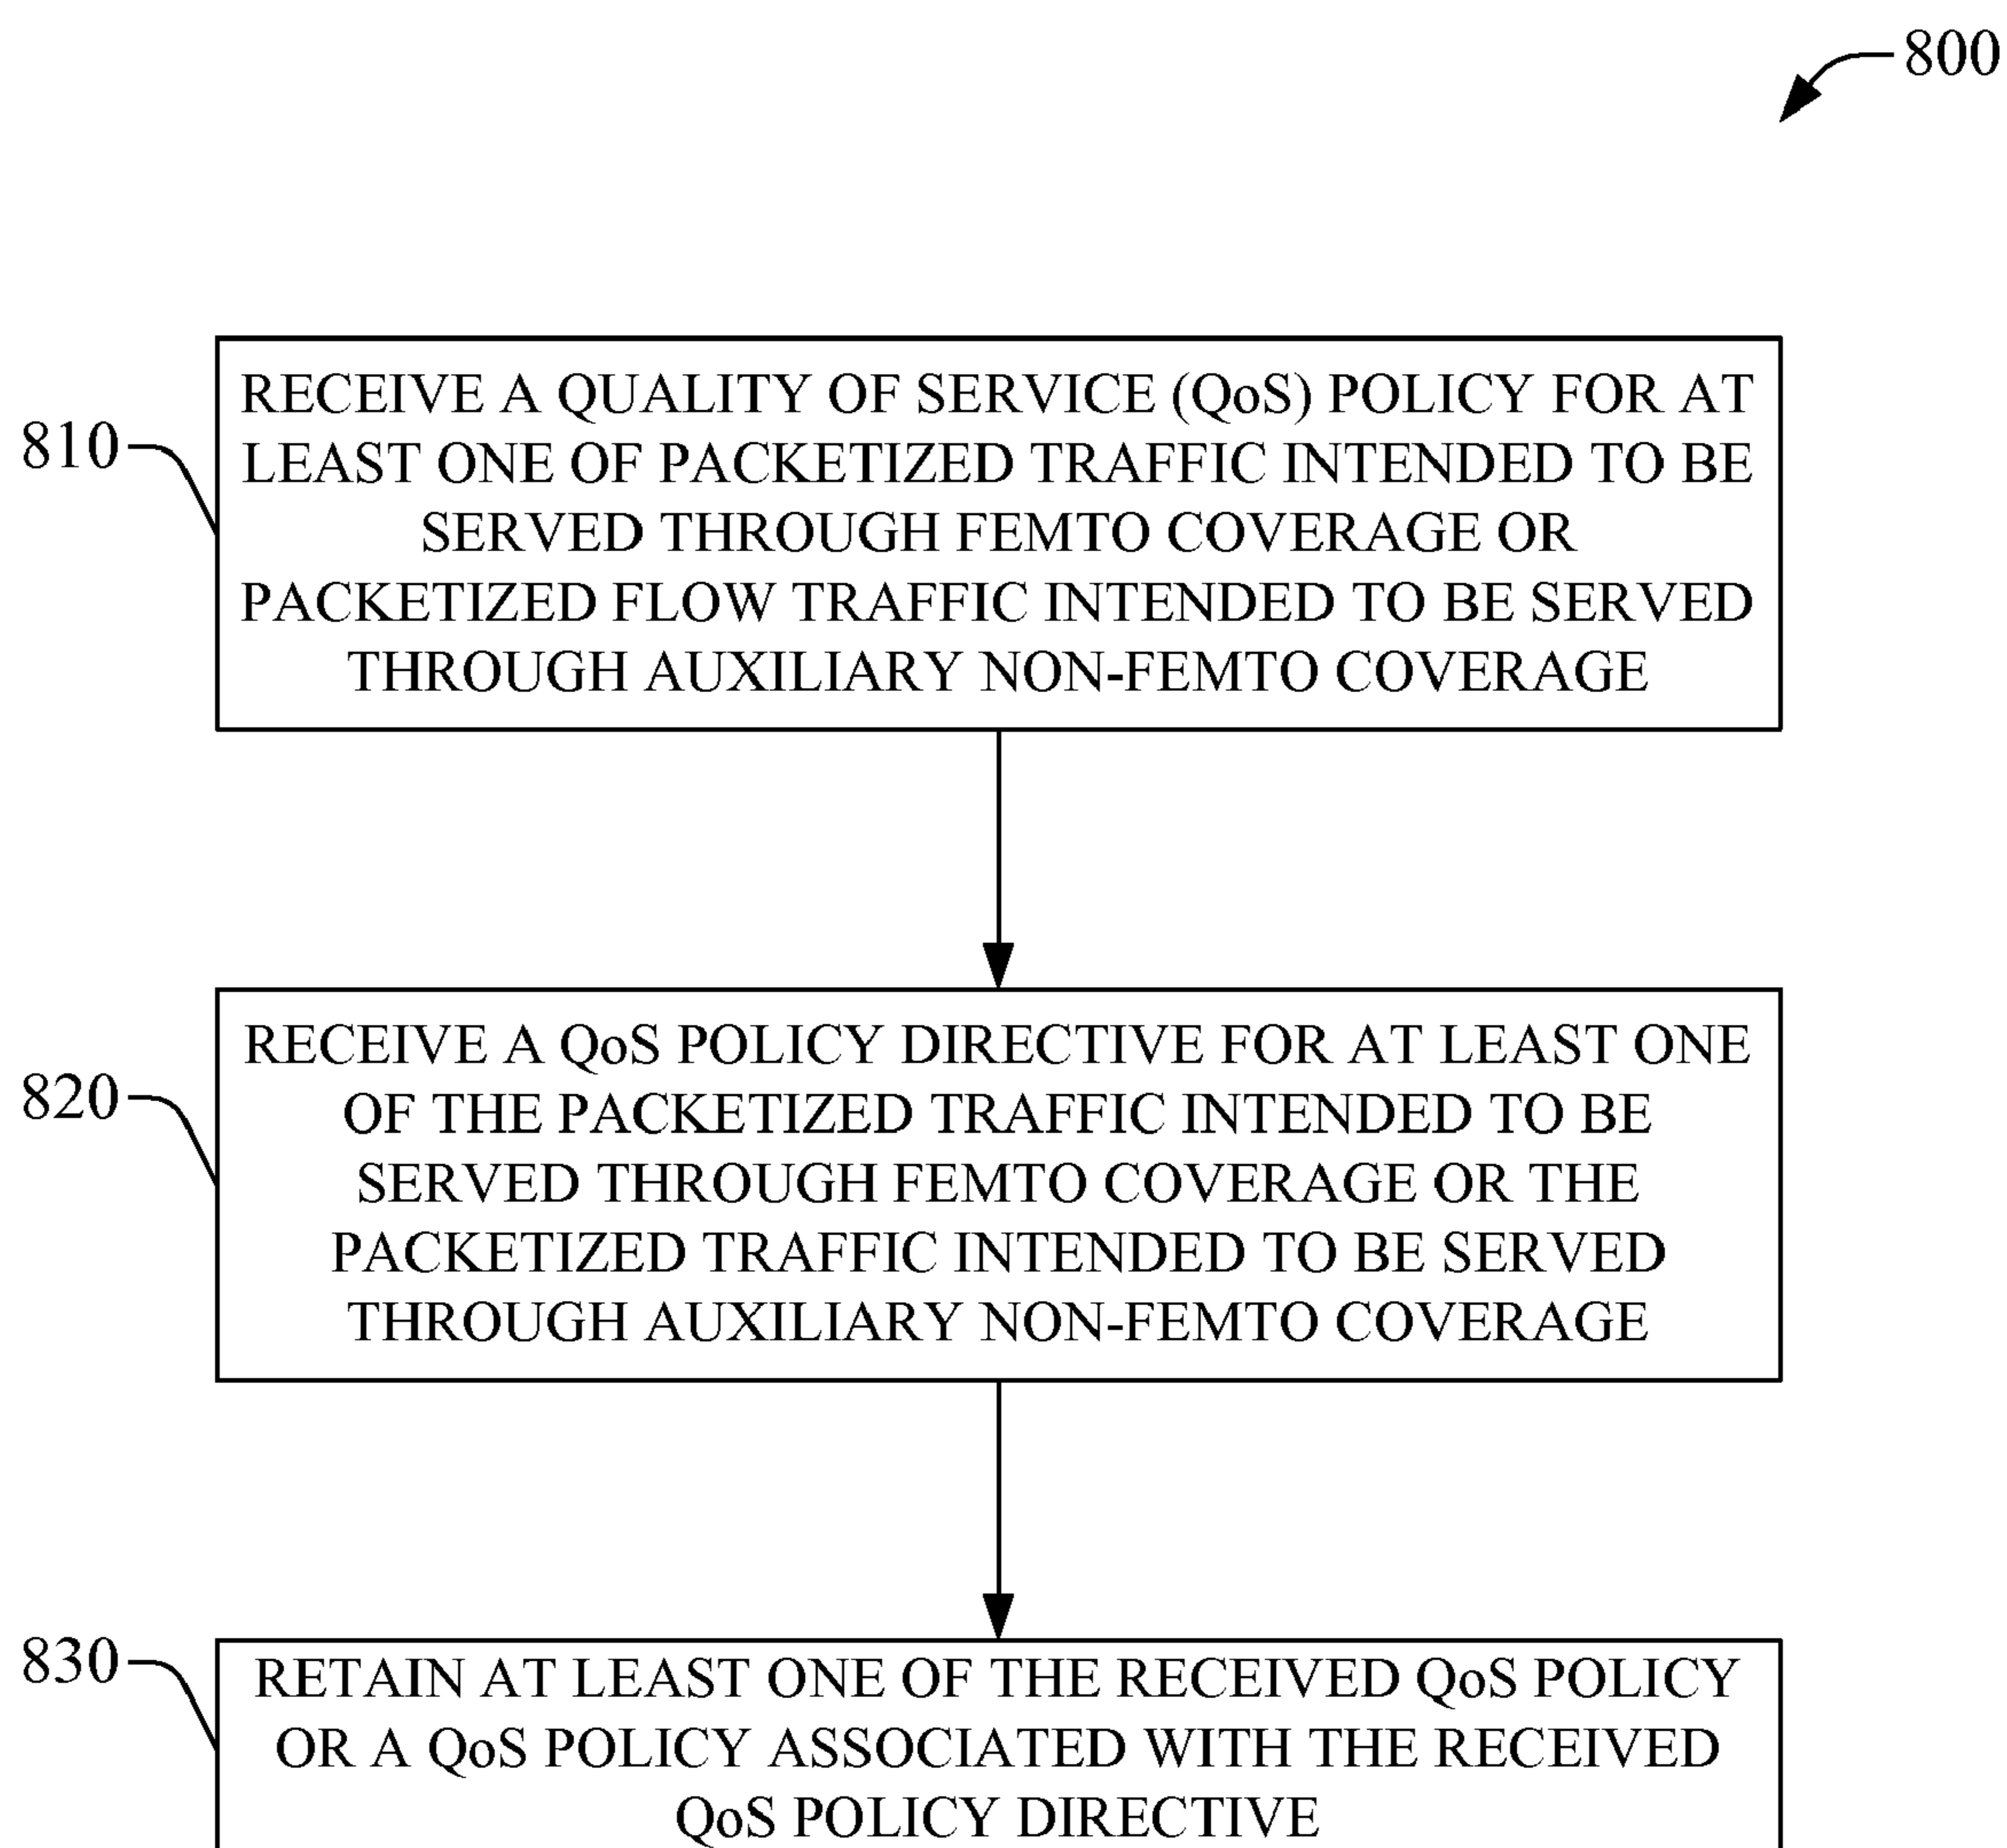 800
810
RECEIVE A QUALITY OF SERVICE (QoS) POLICY FOR AT
LEAST ONE OF PACKETIZED TRAFFIC INTENDED TO BE
SERVED THROUGH FEMTO COVERAGE OR
PACKETIZED FLOW TRAFFIC INTENDED TO BE SERVED
THROUGH AUXILIARY NON-FEMTO COVERAGE
820
RECEIVE A QoS POLICY DIRECTIVE FOR AT LEAST ONE
OF THE PACKETIZED TRAFFIC INTENDED TO BE
SERVED THROUGH FEMTO COVERAGE OR THE
PACKETIZED TRAFFIC INTENDED TO BE SERVED
THROUGH AUXILIARY NON-FEMTO COVERAGE
830
RETAIN AT LEAST ONE OF THE RECEIVED QoS POLICY
OR A QoS POLICY ASSOCIATED WITH THE RECEIVED
QoS POLICY DIRECTIVE